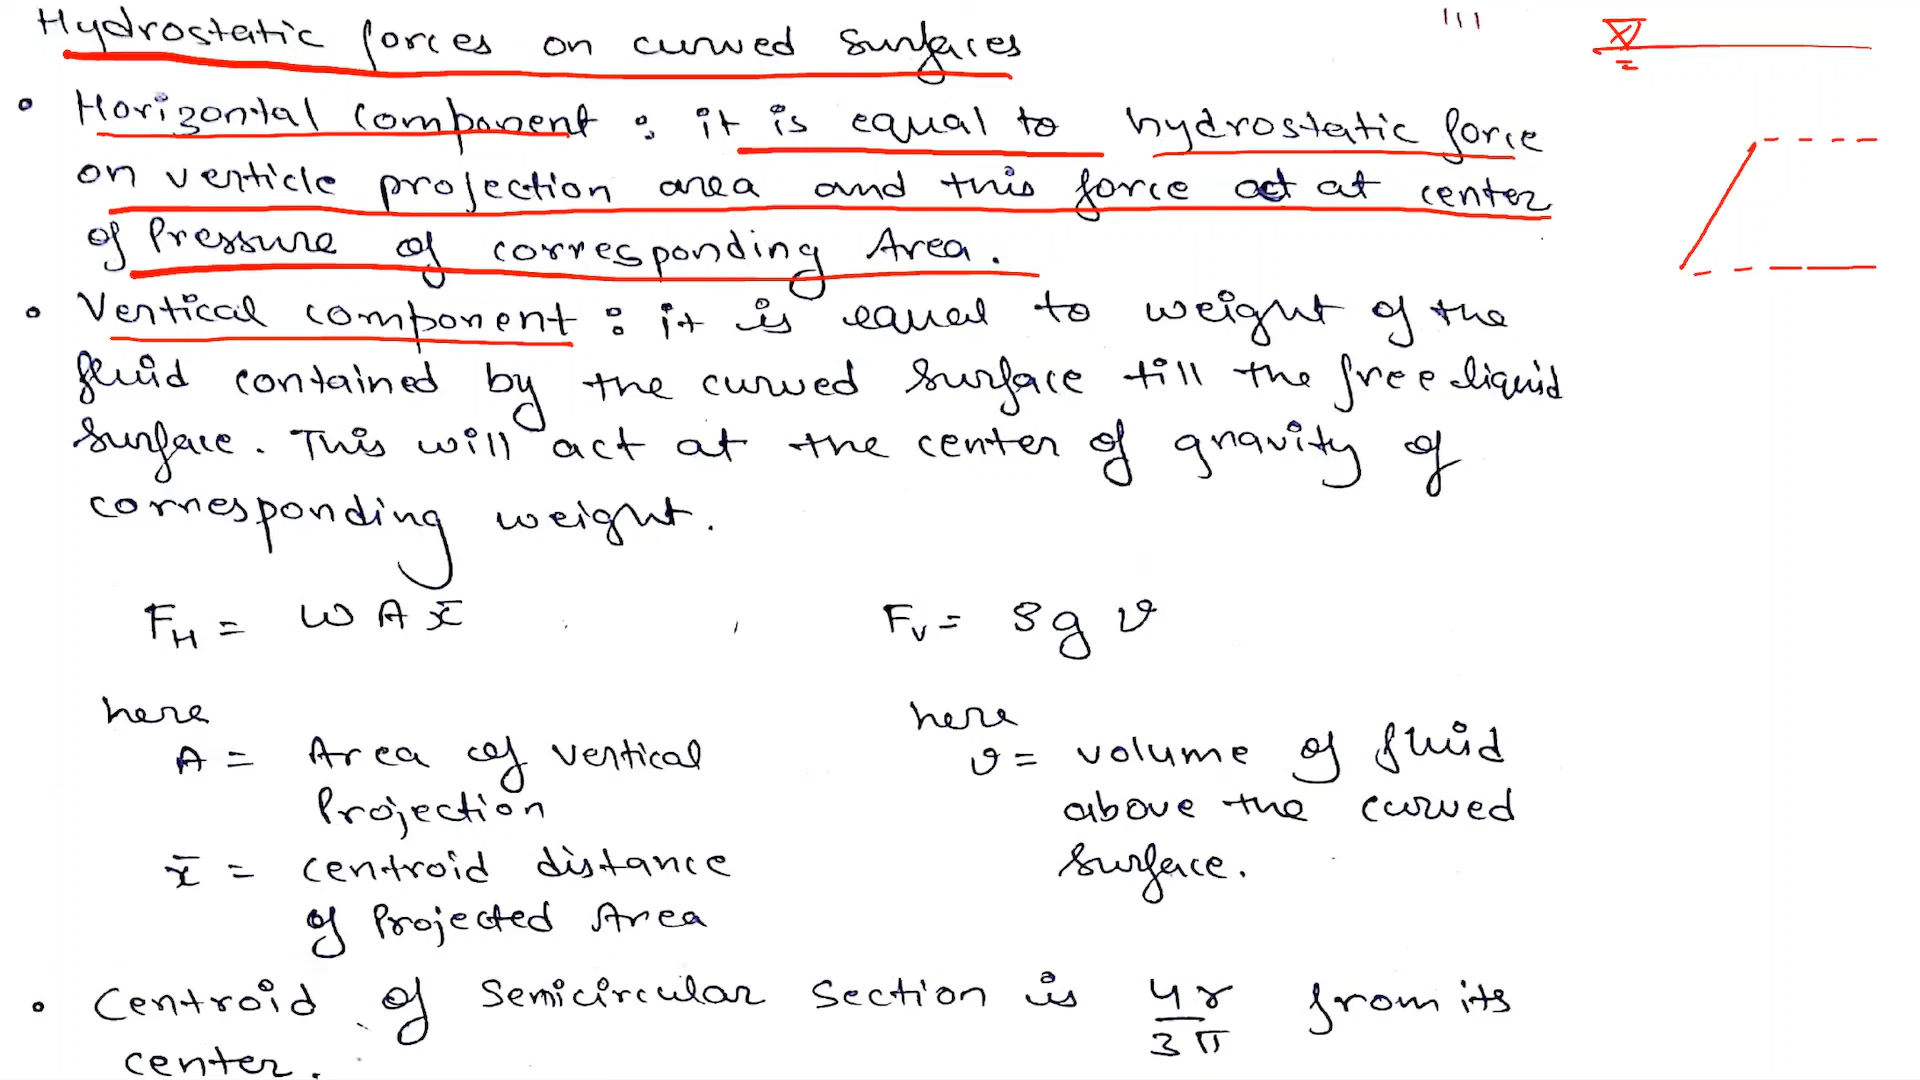 Hydrostatic forces on curved surfaces
• Horizontal component : it is equal to hydrostatic force
on verticle projection area and this force act at center
of Pressure of corresponding Area.
• Vertical component : it is equal to weight of the
fluid contained by the curved surface till the free liquid
surface. This will act at the center of gravity of
corresponding weight.
F_H = w A x̄
F_V = ρ g v
here
A = Area of vertical
Projection
x̄ = centroid distance
of Projected Area
here
v = volume of fluid
above the curved
surface.
• Centroid of semicircular section is 4r/3π from its
center.